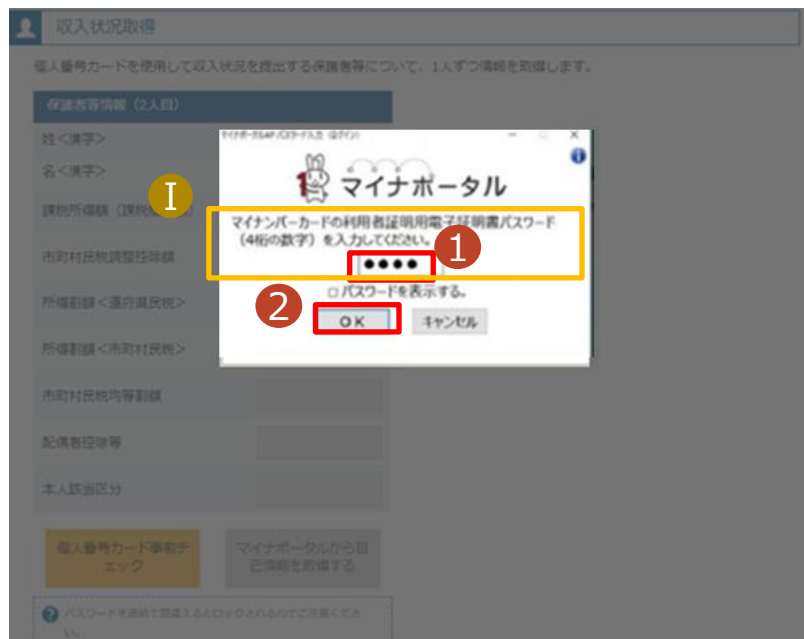 収入状況取得
個人番号カードを使用して収入状況を提出する保護者等について、1人ずつ情報を取得します。
保護者等情報（2人目）
姓<漢字>
名<漢字>
課税所得額（課税
市町村民税調整控除額
所得割額<道府県民税>
所得割額<市町村民税>
市町村民税均等割額
配偶者控除等
本人該当区分
I
マイナポータル
マイナンバーカードの利用者証明用電子証明書パスワード
（4桁の数字）を入力してください。
1
●●●●
□ パスワードを表示する。
2
OK
キャンセル
個人番号カード事前チェック
マイナポータルから自己情報を取得する
パスワードを連続で間違えるとロックされるのでご注意ください。